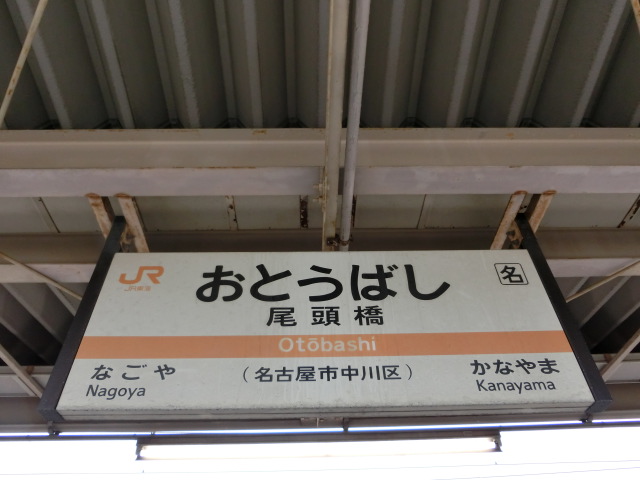 JR
JR東海
おとうばし
名
尾頭橋
Otōbashi
なごや
Nagoya
（名古屋市中川区）
かなやま
Kanayama